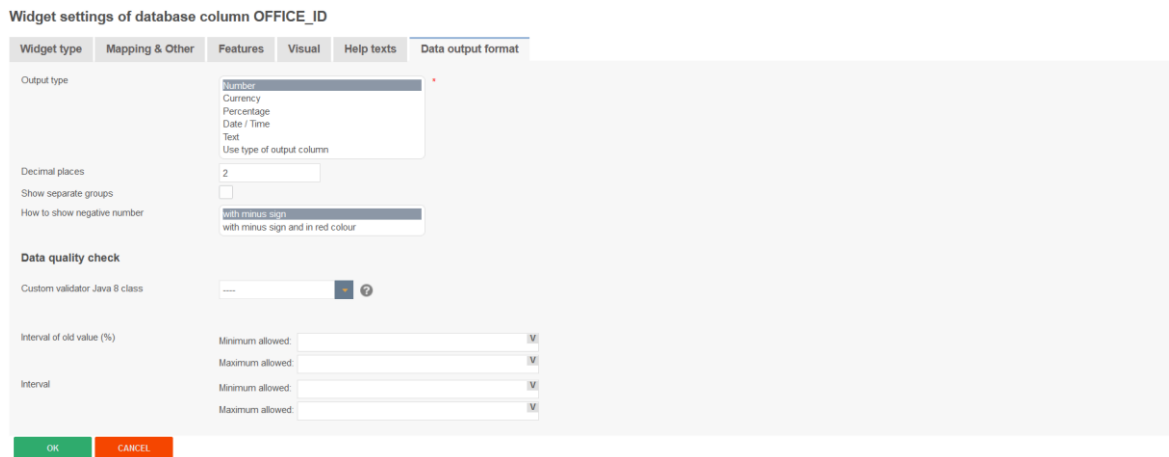 Widget settings of database column OFFICE_ID
Widget type Mapping & Other Features Visual Help texts Data output format
Output type
Number *
Currency
Percentage
Date / Time
Text
Use type of output column
Decimal places 2
Show separate groups
How to show negative number
with minus sign
with minus sign and in red colour
Data quality check
Custom validator Java 8 class ---- ?
Interval of old value (%)
Minimum allowed: V
Maximum allowed: V
Interval
Minimum allowed: V
Maximum allowed: V
OK CANCEL